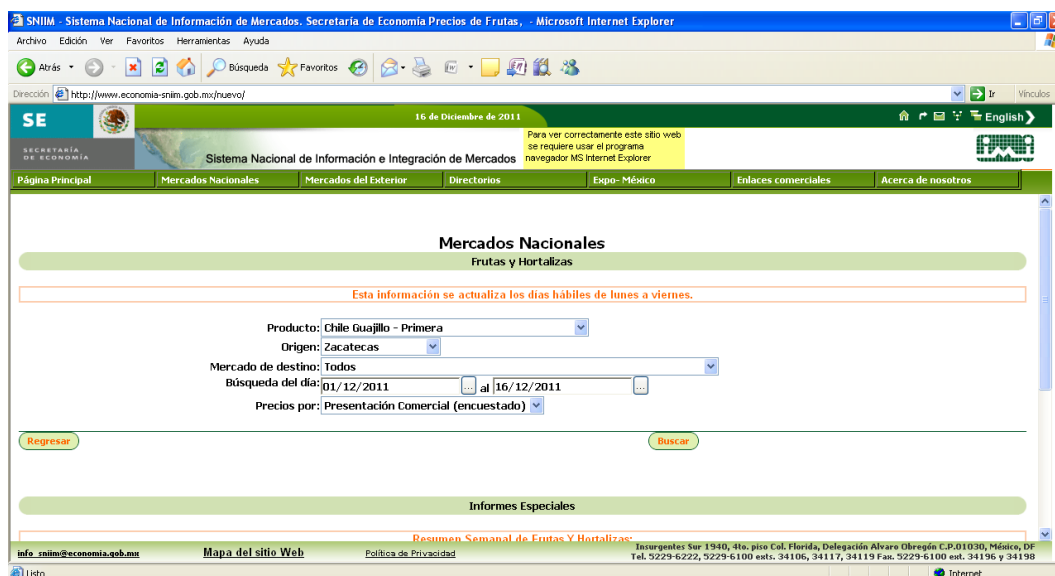 SNIIM - Sistema Nacional de Información de Mercados. Secretaría de Economía Precios de Frutas, - Microsoft Internet Explorer
Archivo Edición Ver Favoritos Herramientas Ayuda
Atrás Búsqueda Favoritos
Dirección http://www.economia-sniim.gob.mx/nuevo/ Ir Vínculos
SE 16 de Diciembre de 2011 English
SECRETARÍA
DE ECONOMÍA
Sistema Nacional de Información e Integración de Mercados
Para ver correctamente este sitio web
se requiere usar el programa
navegador MS Internet Explorer
Página Principal Mercados Nacionales Mercados del Exterior Directorios Expo- México Enlaces comerciales Acerca de nosotros
Mercados Nacionales
Frutas y Hortalizas
Esta información se actualiza los días hábiles de lunes a viernes.
Producto: Chile Guajillo - Primera
Origen: Zacatecas
Mercado de destino: Todos
Búsqueda del día: 01/12/2011 ... al 16/12/2011 ...
Precios por: Presentación Comercial (encuestado)
Regresar Buscar
Informes Especiales
Resumen Semanal de Frutas Y Hortalizas:
info_sniim@economia.gob.mx Mapa del sitio Web Política de Privacidad
Insurgentes Sur 1940, 4to. piso Col. Florida, Delegación Alvaro Obregón C.P.01030, México, DF
Tel. 5229-6222, 5229-6100 exts. 34106, 34117, 34119 Fax. 5229-6100 ext. 34196 y 34198
Listo Internet